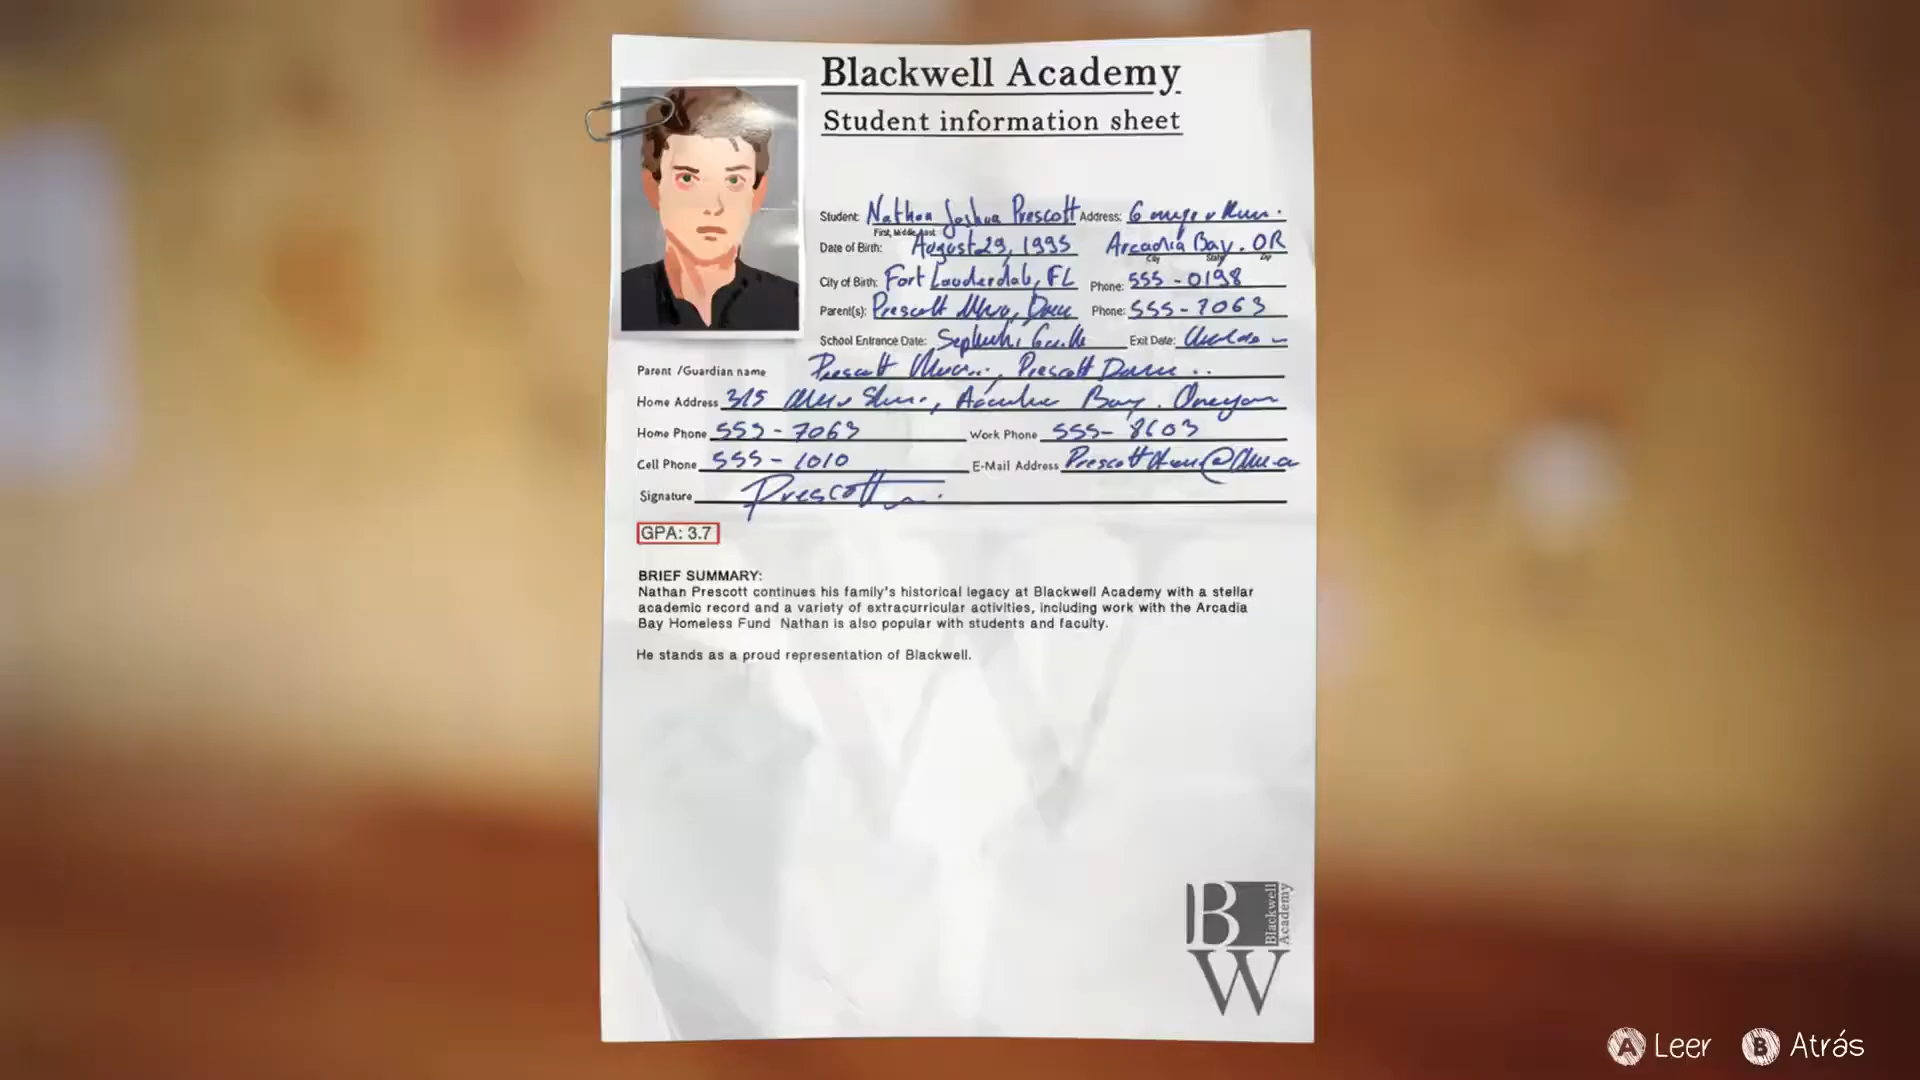 Blackwell Academy
Student information sheet
Student: Nathan Joshua Prescott Address:
First, Middle, Last
Date of Birth: August 29, 1995 Arcadia Bay. OR
City State Zip
City of Birth: Fort Lauderdale, FL Phone: 555-0198
Parent(s): Prescott Phone: 555-7063
School Entrance Date: Exit Date:
Parent /Guardian name Prescott Prescott
Home Address 315 Bay. Oregon
Home Phone 555-7063 Work Phone 555-8603
Cell Phone 555-1010 E-Mail Address
Signature Prescott
GPA: 3.7
BRIEF SUMMARY:
Nathan Prescott continues his family's historical legacy at Blackwell Academy with a stellar
academic record and a variety of extracurricular activities, including work with the Arcadia
Bay Homeless Fund Nathan is also popular with students and faculty.
He stands as a proud representation of Blackwell.
B Blackwell Academy
W
A Leer B Atrás